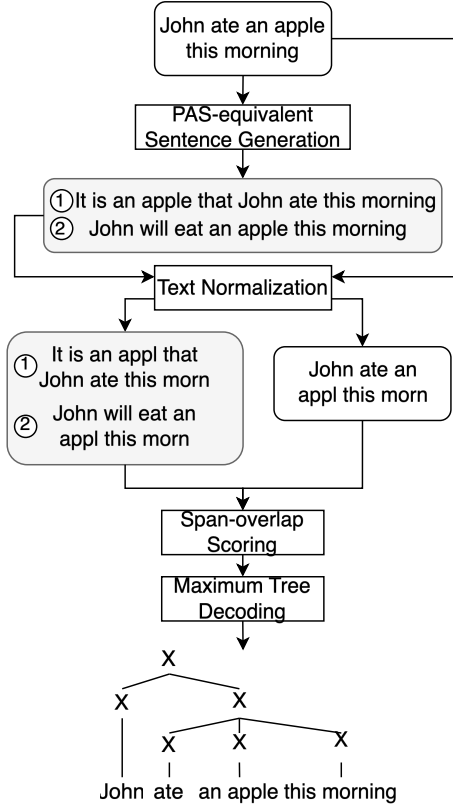 John ate an apple
this morning
PAS-equivalent
Sentence Generation
① It is an apple that John ate this morning
② John will eat an apple this morning
Text Normalization
① It is an appl that
John ate this morn
② John will eat an
appl this morn
John ate an
appl this morn
Span-overlap
Scoring
Maximum Tree
Decoding
X
X X
X X X
John ate an apple this morning